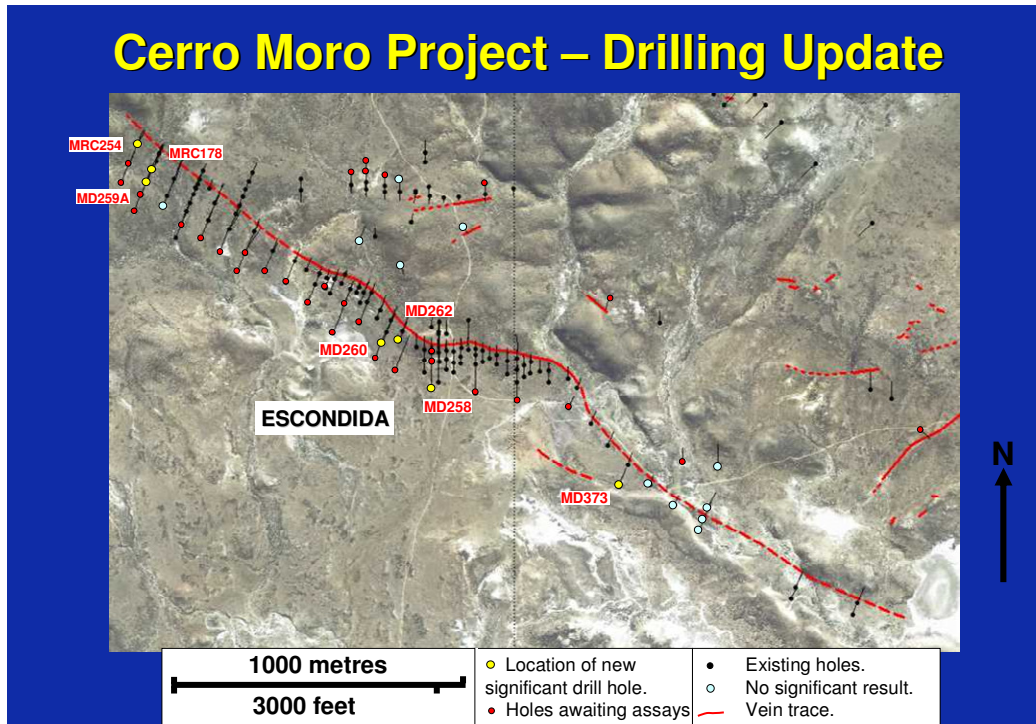 Cerro Moro Project – Drilling Update
MRC254
MRC178
MD259A
MD262
MD260
MD258
ESCONDIDA
MD373
N
1000 metres
3000 feet
Location of new
significant drill hole.
Holes awaiting assays
Existing holes.
No significant result.
Vein trace.